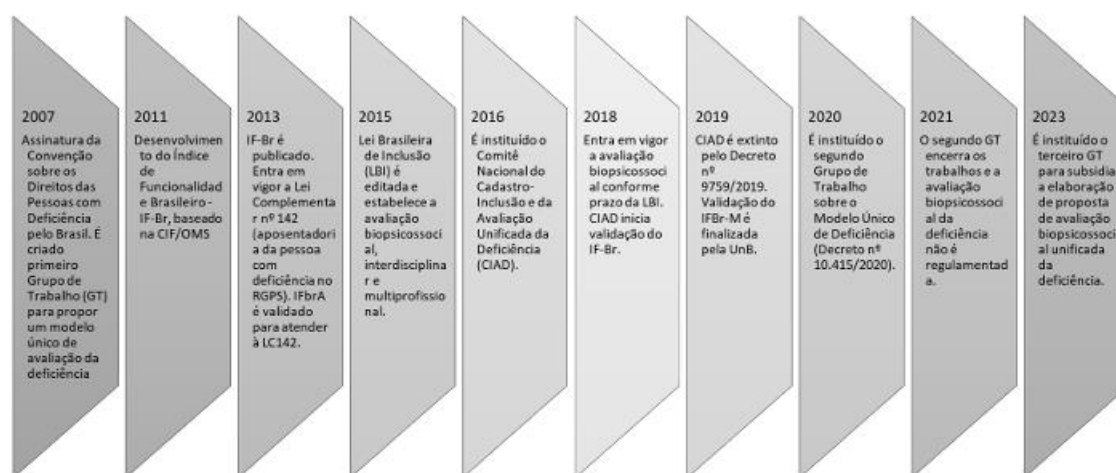 2007
Assinatura da
Convenção
sobre os
Direitos das
Pessoas com
Deficiência
pelo Brasil. É
criado
primeiro
Grupo de
Trabalho (GT)
para propor
um modelo
único de
avaliação da
deficiência
2011
Desenvolvimen
to do Índice
de
Funcionalidad
e Brasileiro -
IF-Br, baseado
na CIF/OMS
2013
IF-Br é
publicado.
Entra em
vigor a Lei
Complementa
r nº 142
(aposentadori
a da pessoa
com
deficiência no
RGPS). IFbrA
é validado
para atender
à LC142.
2015
Lei Brasileira
de Inclusão
(LBI) é
editada e
estabelece a
avaliação
biopsicossoci
al,
interdisciplina
r e
multiprofissio
nal.
2016
É instituído o
Comitê
Nacional do
Cadastro-
Inclusão e da
Avaliação
Unificada da
Deficiência
(CIAD).
2018
Entra em vigor
a avaliação
biopsicossoci
al conforme
prazo da LBI.
CIAD inicia
validação do
IF-Br.
2019
CIAD é extinto
pelo Decreto
nº
9759/2019.
Validação do
IFBr-M é
finalizada
pela UnB.
2020
É instituído o
segundo
Grupo de
Trabalho
sobre o
Modelo Único
de Deficiência
(Decreto nº
10.415/2020).
2021
O segundo GT
encerra os
trabalhos e a
avaliação
biopsicossoci
al da
deficiência
não é
regulamentad
a.
2023
É instituído o
terceiro GT
para subsidia
a elaboração
de proposta
de avaliação
biopsicossoci
al unificada
da
deficiência.